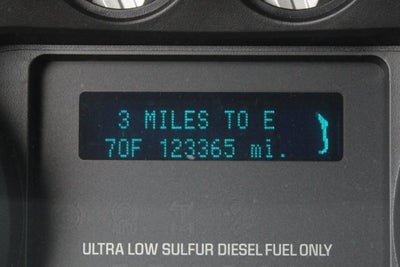 3 MILES TO E
70F 123365 mi.
ULTRA LOW SULFUR DIESEL FUEL ONLY